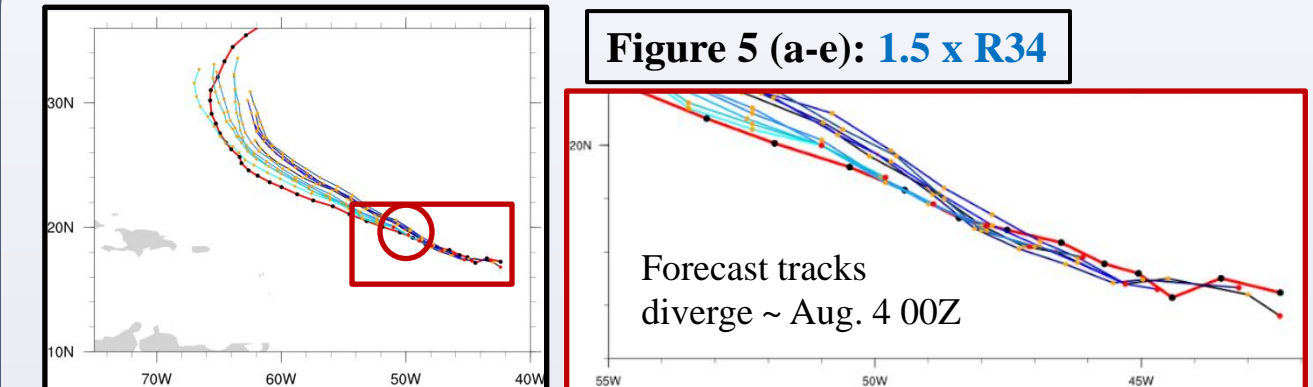 Figure 5 (a-e): 1.5 x R34
30N
20N
10N
70W 60W 50W 40W
20N
Forecast tracks
diverge ~ Aug. 4 00Z
55W 50W 45W